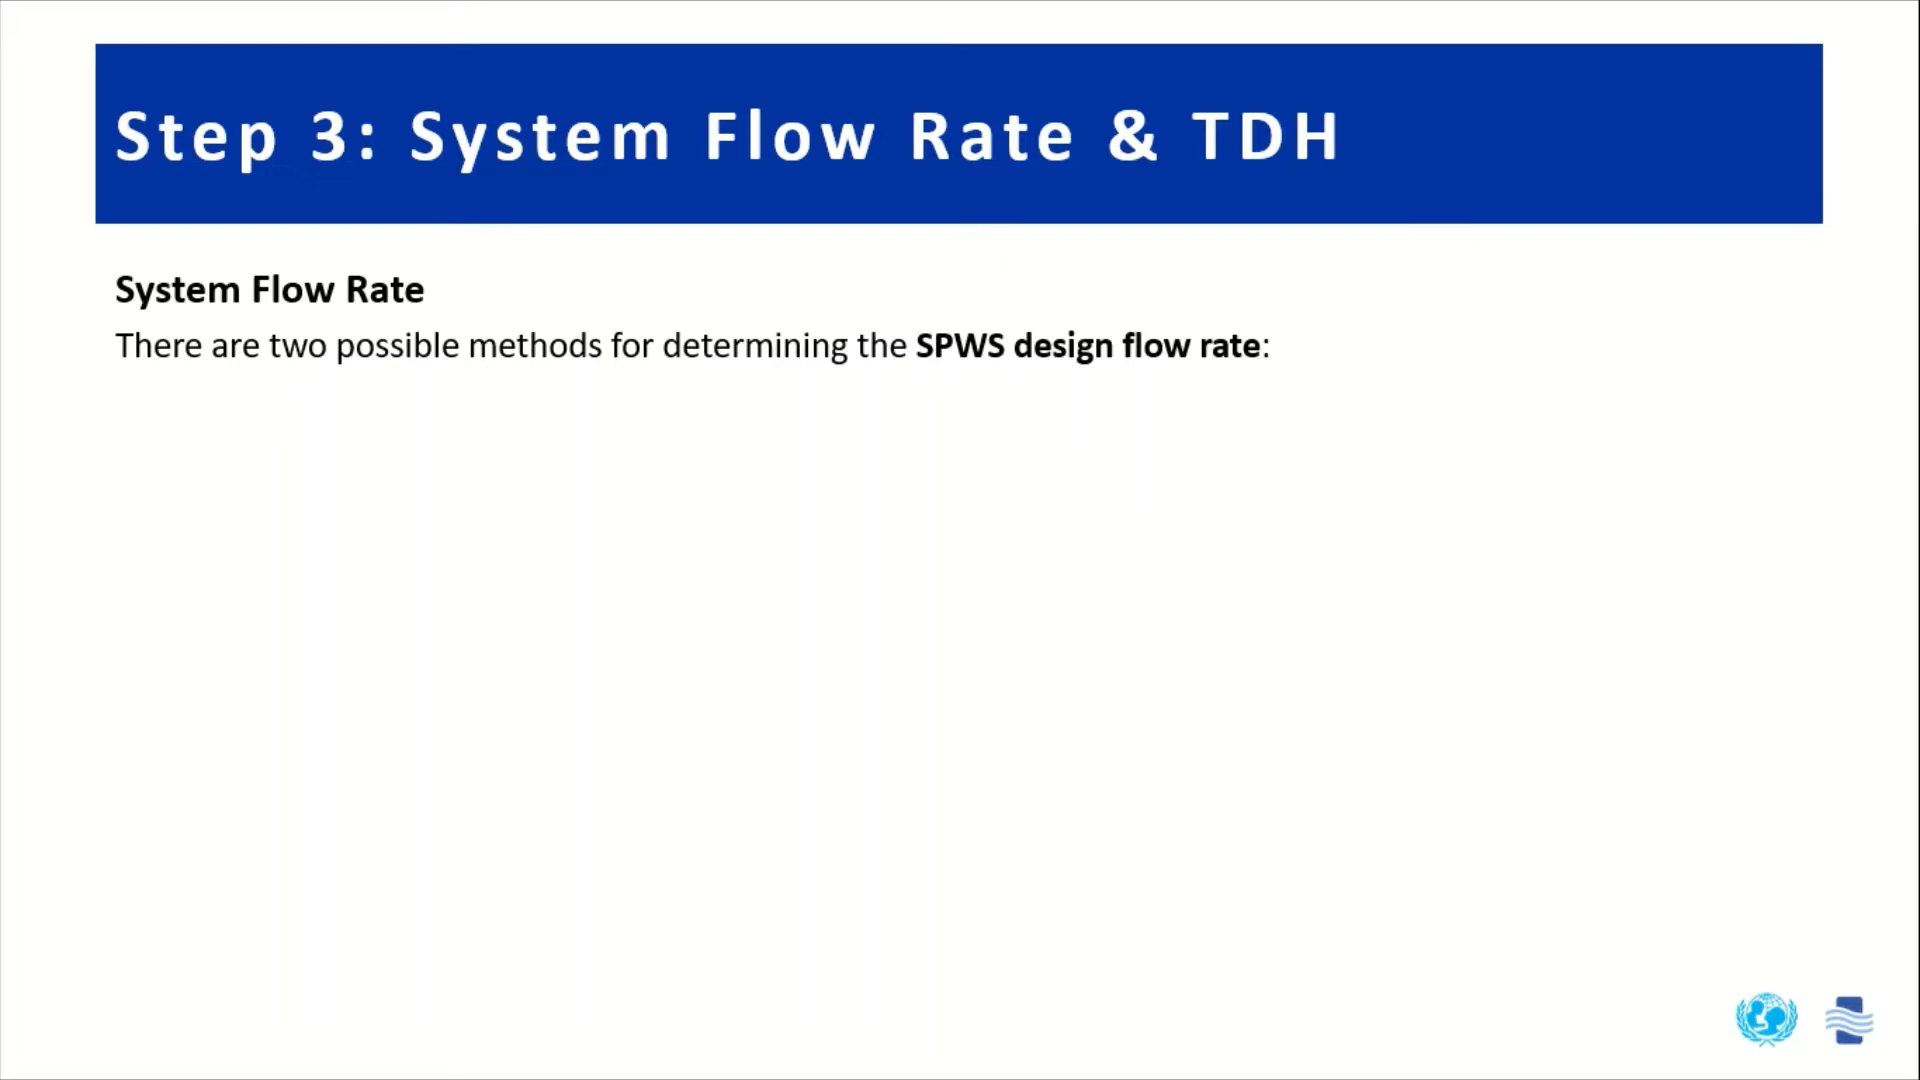 Step 3: System Flow Rate & TDH
System Flow Rate
There are two possible methods for determining the SPWS design flow rate: